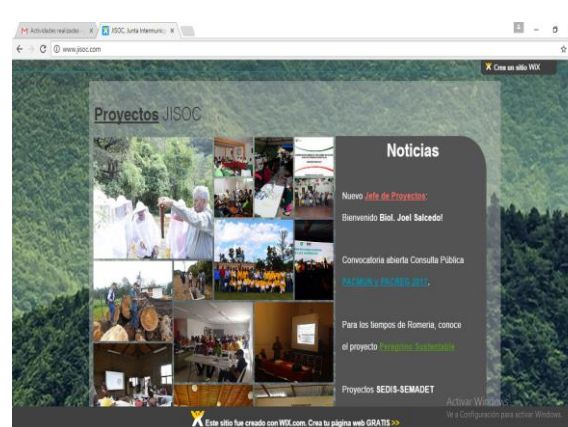 Actividades realizadas -
JISOC, Junta Intermunic
www.jisoc.com
Crea un sitio WIX
Proyectos JISOC
Noticias
Nuevo Jefe de Proyectos:
Bienvenido Biol. Joel Salcedo!
Convocatoria abierta Consulta Pública
PACMUN y PACREG 2017.
Para los tiempos de Romería, conoce
el proyecto Peregrino Sustentable
Proyectos SEDIS-SEMADET
Activar Windows
Ve a Configuración para activar Windows.
Este sitio fue creado con WIX.com. Crea tu página web GRATIS >>